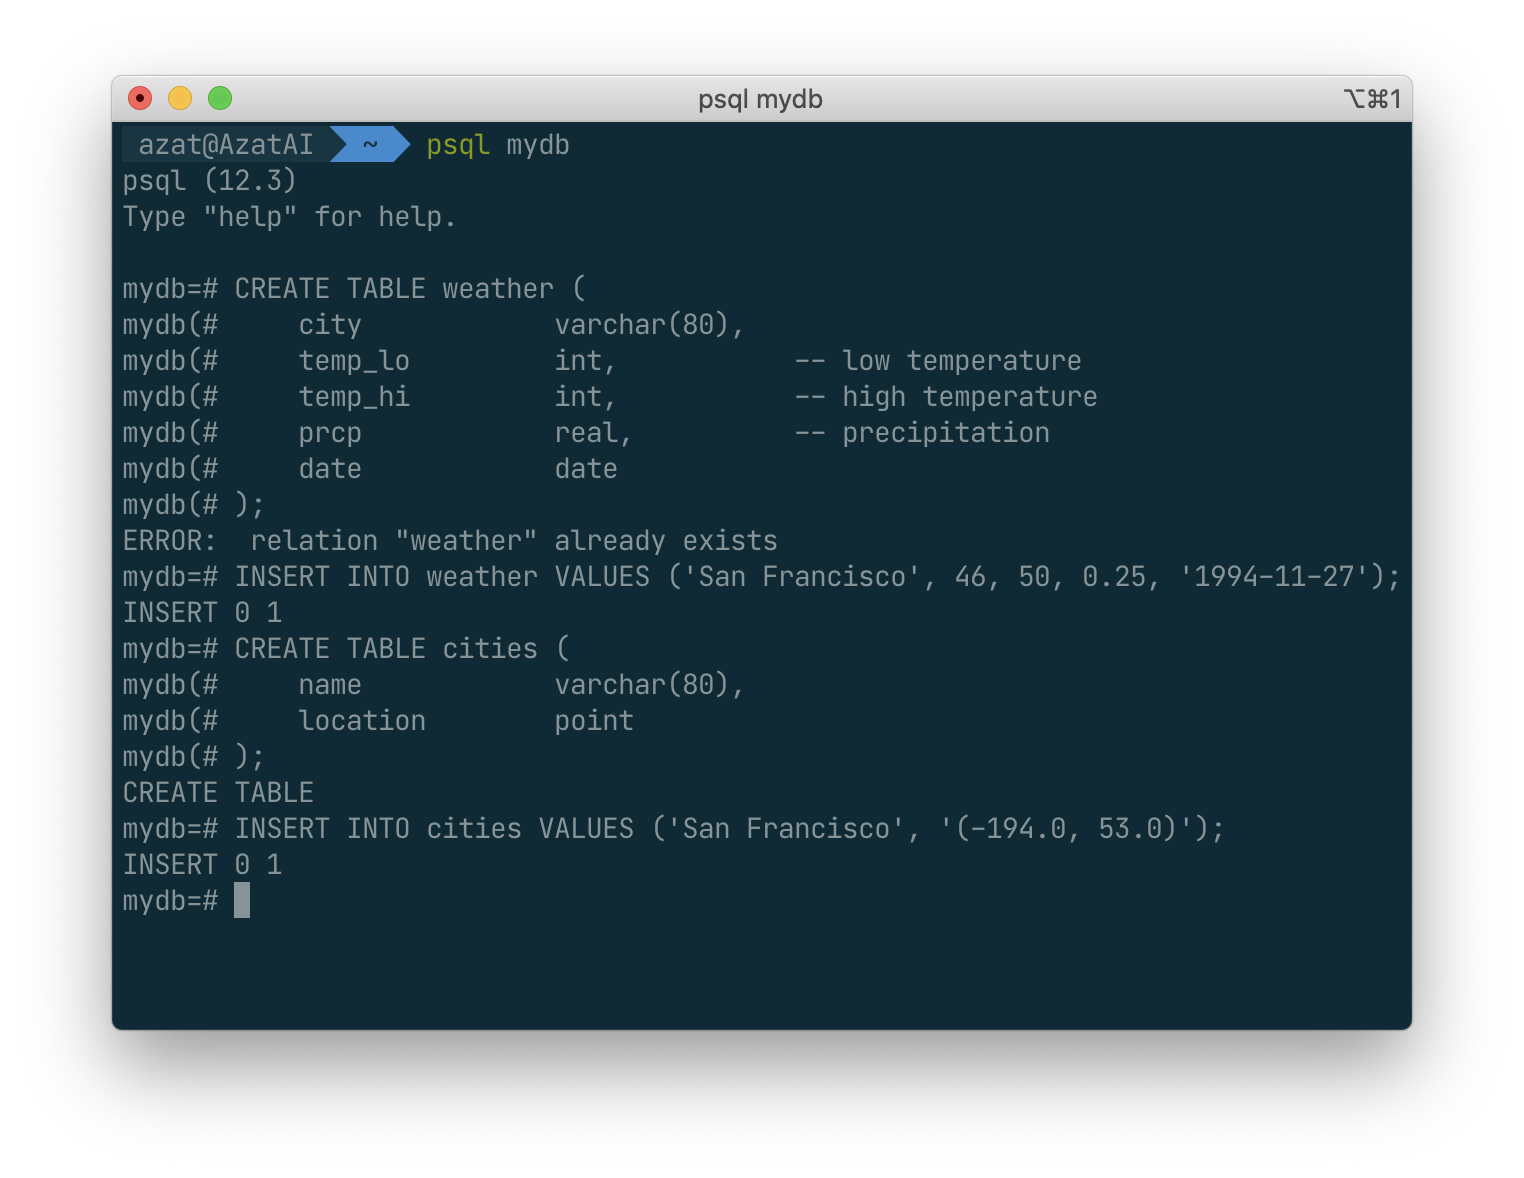 psql mydb ⌥⌘1
azat@AzatAI ~ psql mydb
psql (12.3)
Type "help" for help.
mydb=# CREATE TABLE weather (
mydb(#     city            varchar(80),
mydb(#     temp_lo         int,           -- low temperature
mydb(#     temp_hi         int,           -- high temperature
mydb(#     prcp            real,          -- precipitation
mydb(#     date            date
mydb(# );
ERROR:  relation "weather" already exists
mydb=# INSERT INTO weather VALUES ('San Francisco', 46, 50, 0.25, '1994-11-27');
INSERT 0 1
mydb=# CREATE TABLE cities (
mydb(#     name            varchar(80),
mydb(#     location        point
mydb(# );
CREATE TABLE
mydb=# INSERT INTO cities VALUES ('San Francisco', '(-194.0, 53.0)');
INSERT 0 1
mydb=#